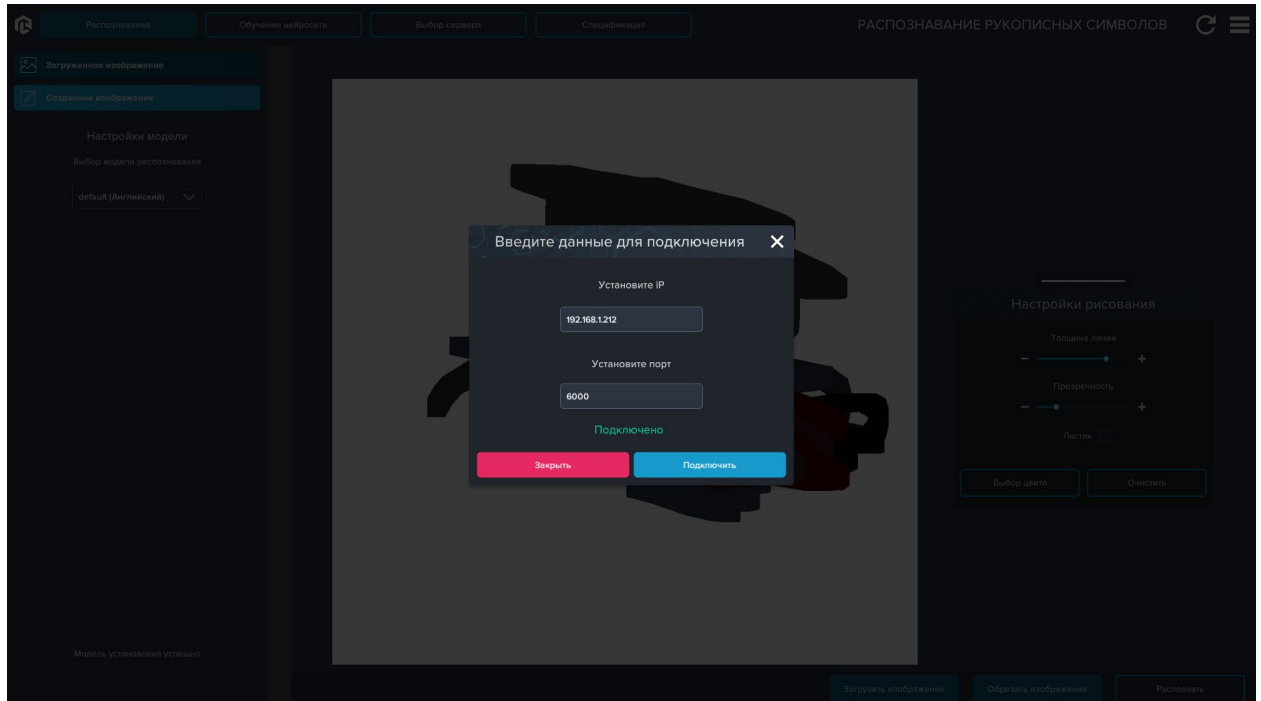 Распознавание
Обучение нейросети
Выбор сервера
Спецификация
РАСПОЗНАВАНИЕ РУКОПИСНЫХ СИМВОЛОВ
Загруженное изображение
Созданное изображение
Настройки модели
Выбор модели распознавания
default (Английский)
Модель установлена успешно
Введите данные для подключения
Установите iP
192.168.1.212
Установите порт
6000
Подключено
Закрыть
Подключить
Настройки рисования
Толщина линии
Прозрачность
Ластик
Выбор цвета
Очистить
Загрузить изображение
Обрезать изображение
Распознать